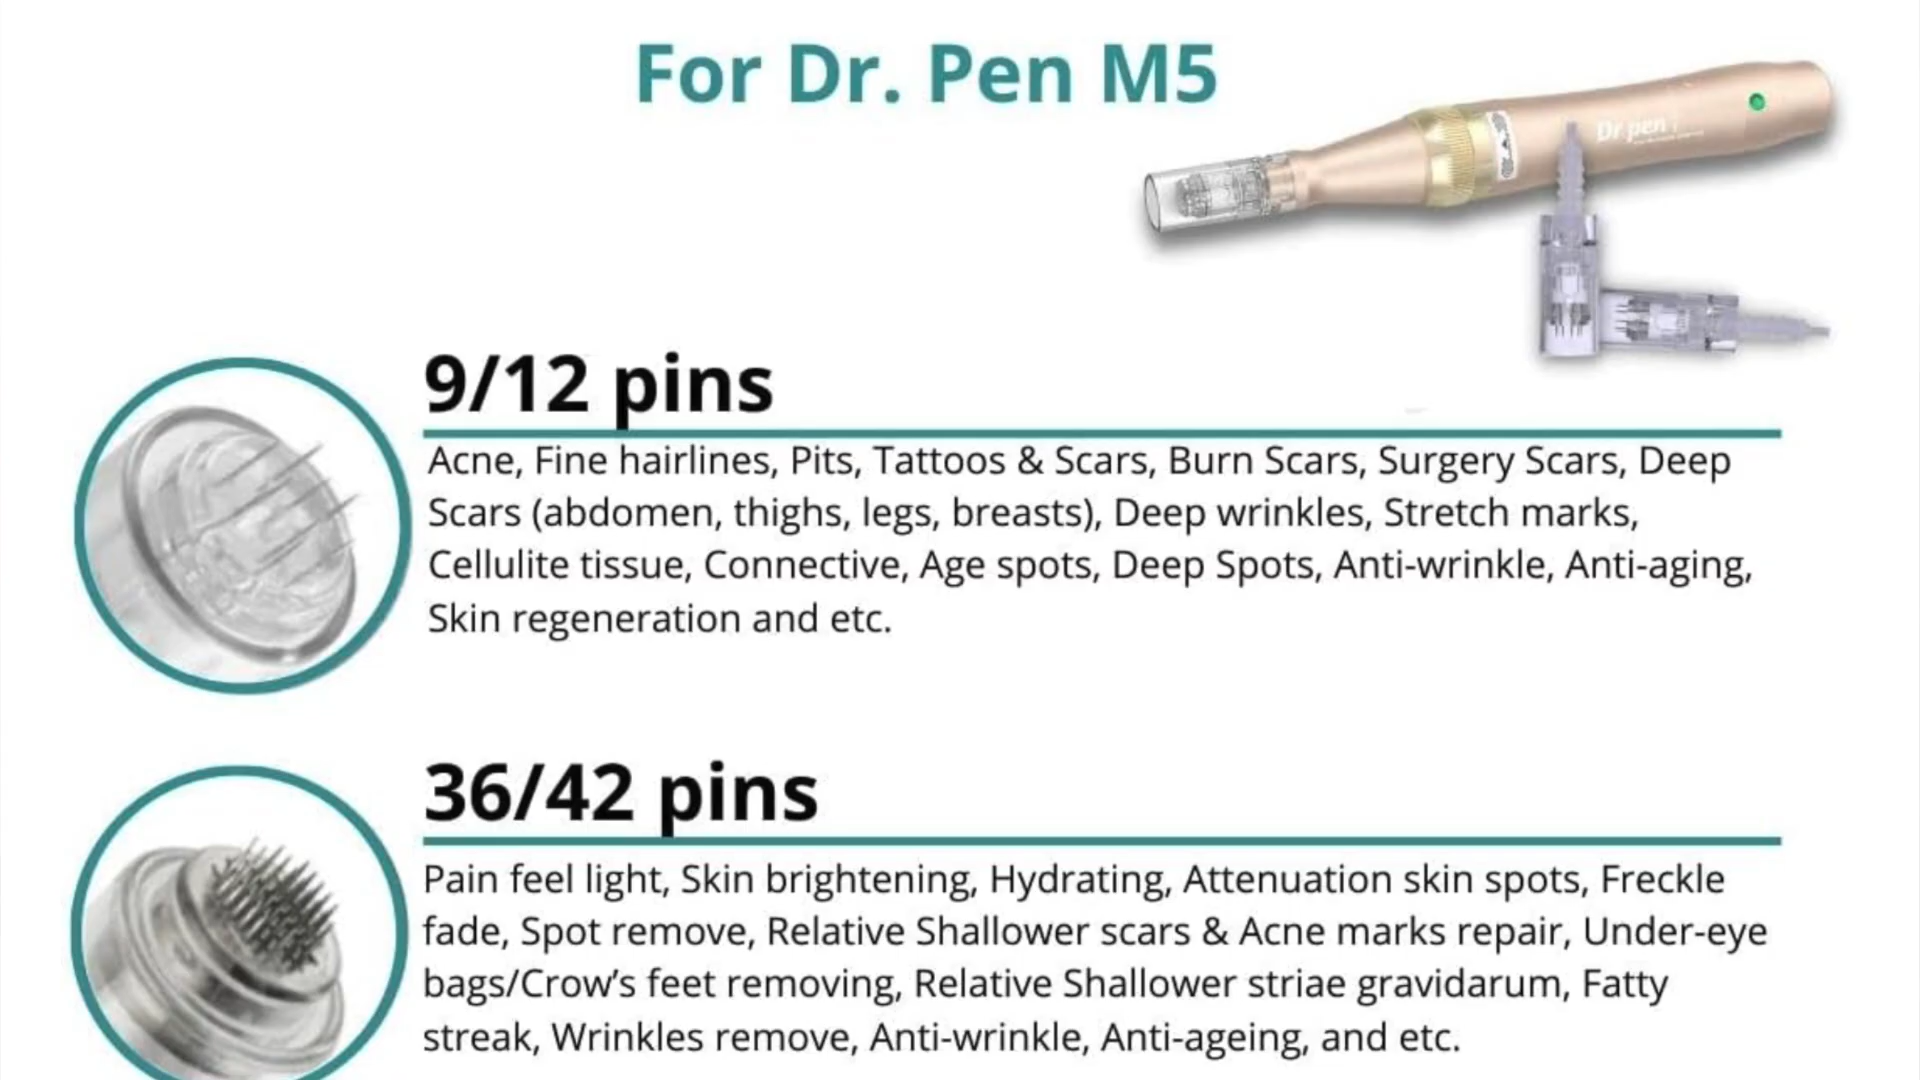 For Dr. Pen M5
Dr.pen
9/12 pins
Acne, Fine hairlines, Pits, Tattoos & Scars, Burn Scars, Surgery Scars, Deep
Scars (abdomen, thighs, legs, breasts), Deep wrinkles, Stretch marks,
Cellulite tissue, Connective, Age spots, Deep Spots, Anti-wrinkle, Anti-aging,
Skin regeneration and etc.
36/42 pins
Pain feel light, Skin brightening, Hydrating, Attenuation skin spots, Freckle
fade, Spot remove, Relative Shallower scars & Acne marks repair, Under-eye
bags/Crow’s feet removing, Relative Shallower striae gravidarum, Fatty
streak, Wrinkles remove, Anti-wrinkle, Anti-ageing, and etc.